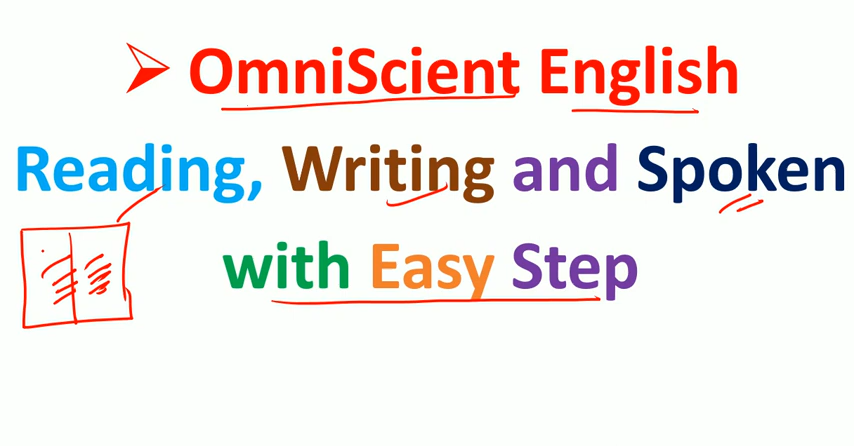 OmniScient English
Reading, Writing and Spoken
with Easy Step